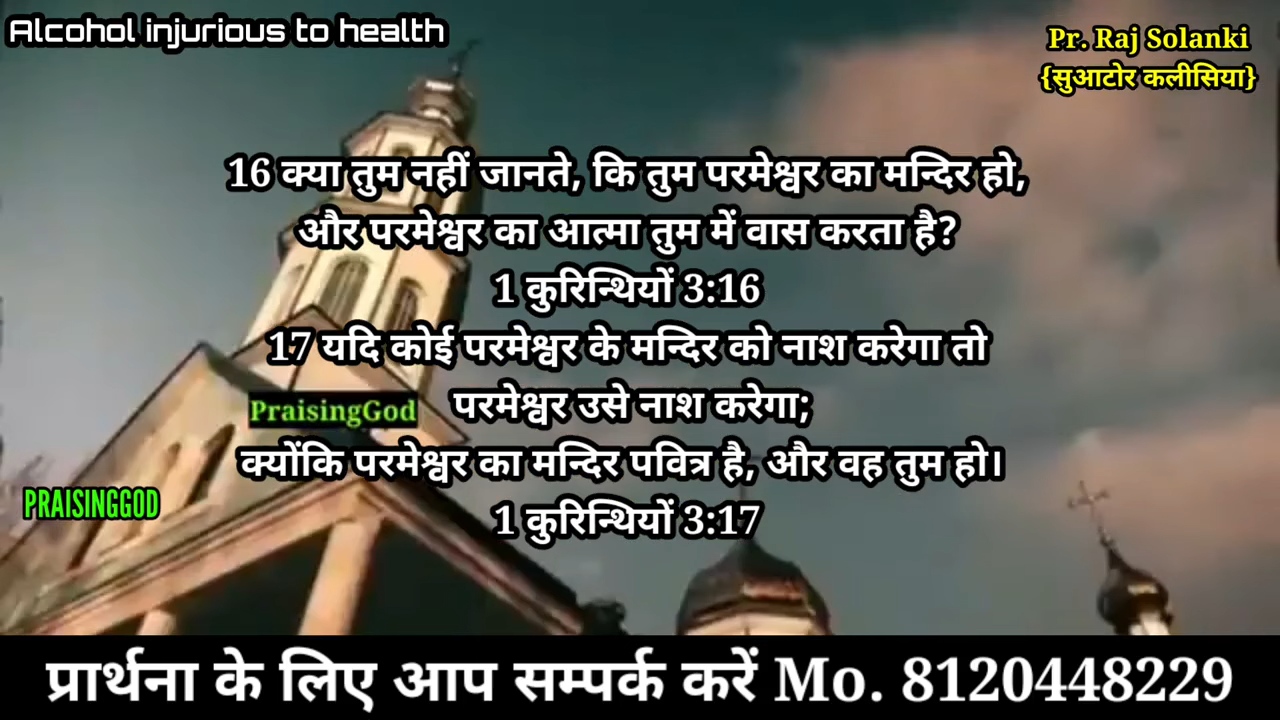 Alcohol injurious to health
Pr. Raj Solanki
{सुआटोर कलीसिया}
16 क्या तुम नहीं जानते, कि तुम परमेश्वर का मन्दिर हो,
और परमेश्वर का आत्मा तुम में वास करता है?
1 कुरिन्थियों 3:16
17 यदि कोई परमेश्वर के मन्दिर को नाश करेगा तो
PraisingGod परमेश्वर उसे नाश करेगा;
क्योंकि परमेश्वर का मन्दिर पवित्र है, और वह तुम हो।
PRAISINGGOD
1 कुरिन्थियों 3:17
प्रार्थना के लिए आप सम्पर्क करें Mo. 8120448229